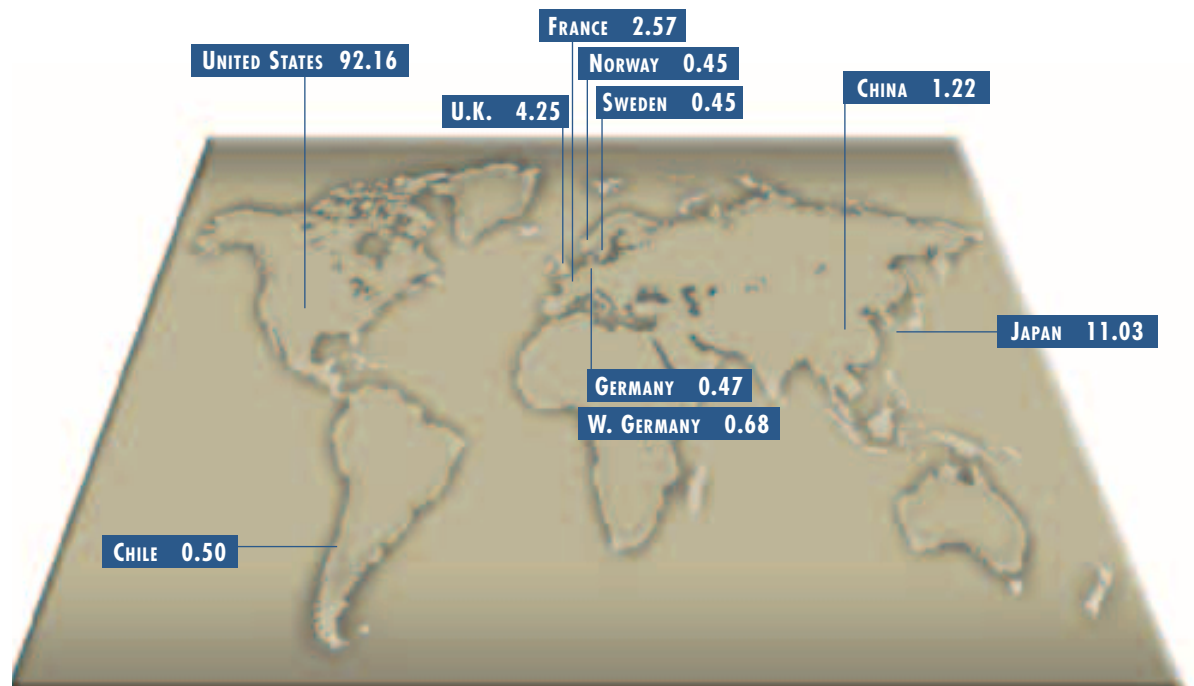 FRANCE 2.57
UNITED STATES 92.16
NORWAY 0.45
CHINA 1.22
U.K. 4.25
SWEDEN 0.45
JAPAN 11.03
GERMANY 0.47
W. GERMANY 0.68
CHILE 0.50